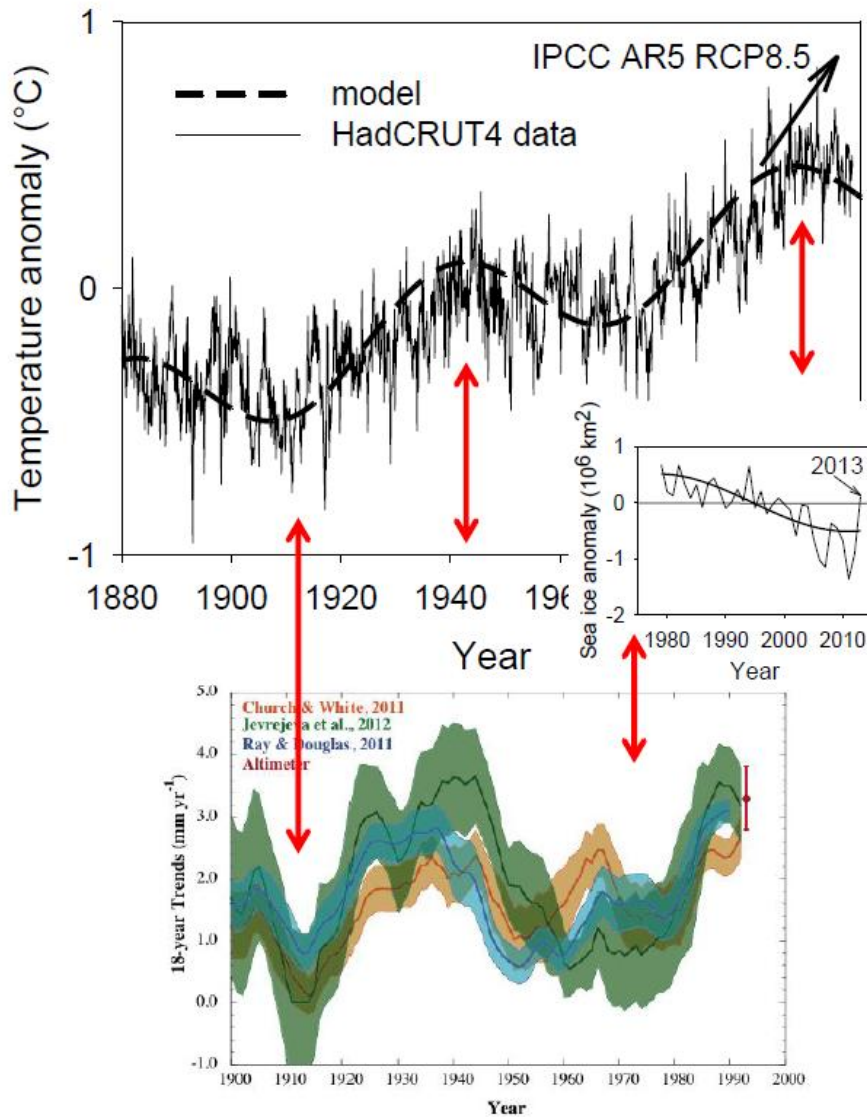 1
IPCC AR5 RCP8.5
model
HadCRUT4 data
Temperature anomaly (°C)
0
-1
1880 1900 1920 1940 196
Year
Sea ice anomaly (10⁶ km²)
1
2013
0
-1
-2
1980 1990 2000 2010
Year
5.0
Church & White, 2011
Jevrejeva et al., 2012
4.0
Ray & Douglas, 2011
Altimeter
3.0
18-year Trends (mm yr⁻¹)
2.0
1.0
0.0
-1.0
1900 1910 1920 1930 1940 1950 1960 1970 1980 1990 2000
Year